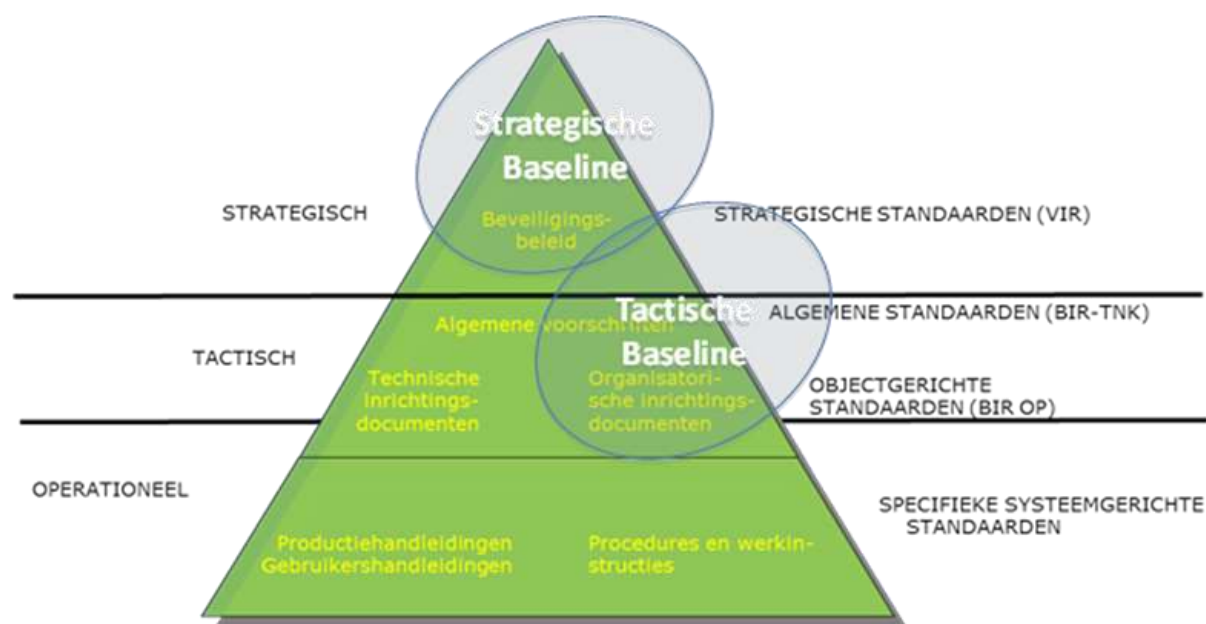 Strategische
Baseline
STRATEGISCH
Beveiligings-
beleid
STRATEGISCHE STANDAARDEN (VIR)
Tactische
Baseline
ALGEMENE STANDAARDEN (BIR-TNK)
Algemene voorschriften
TACTISCH
Technische
inrichtings-
documenten
Organisatori-
sche inrichtings-
documenten
OBJECTGERICHTE
STANDAARDEN (BIR OP)
OPERATIONEEL
SPECIFIEKE SYSTEEMGERICHTE
STANDAARDEN
Productiehandleidingen
Gebruikershandleidingen
Procedures en werkin-
structies